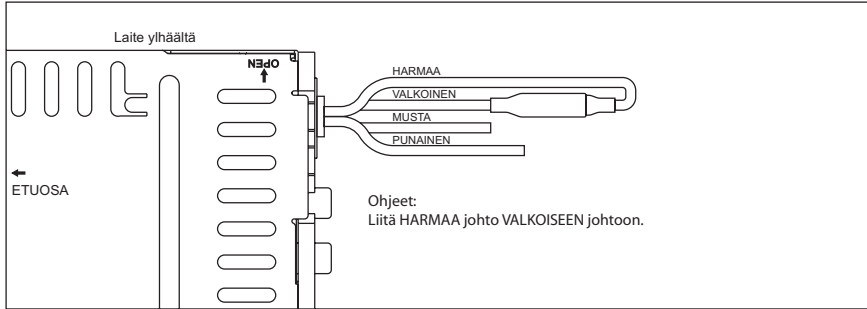 Laite ylhäältä
OPEN
HARMAA
VALKOINEN
MUSTA
PUNAINEN
ETUOSA
Ohjeet:
Liitä HARMAA johto VALKOISEEN johtoon.